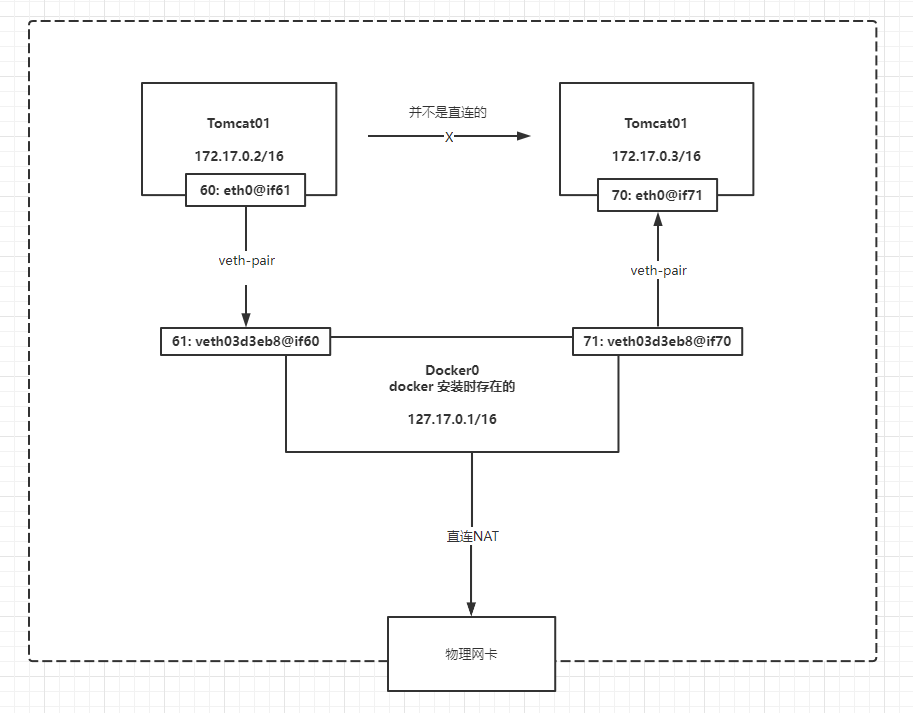 并不是直连的
X
Tomcat01
172.17.0.2/16
60: eth0@if61
Tomcat01
172.17.0.3/16
70: eth0@if71
veth-pair
veth-pair
61: veth03d3eb8@if60
71: veth03d3eb8@if70
Docker0
docker 安装时存在的
127.17.0.1/16
直连NAT
物理网卡